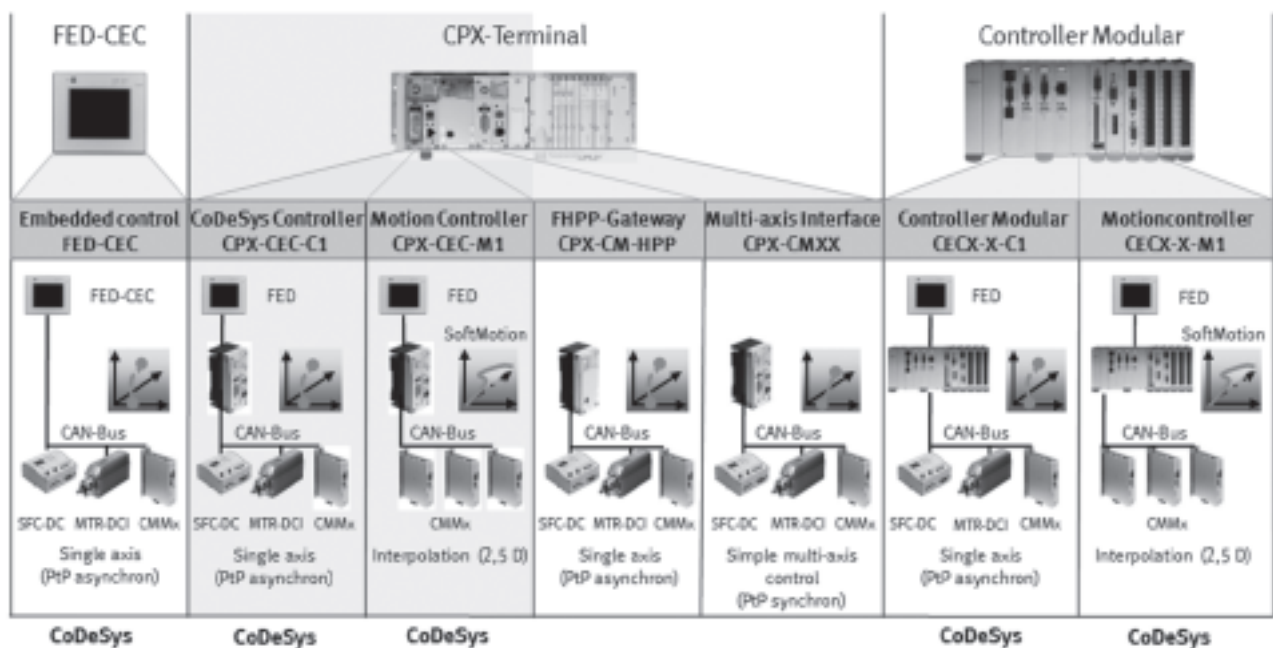 FED-CEC
CPX-Terminal
Controller Modular
Embedded control
FED-CEC
CoDeSys Controller
CPX-CEC-C1
Motion Controller
CPX-CEC-M1
FHPP-Gateway
CPX-CM-HPP
Multi-axis Interface
CPX-CMXX
Controller Modular
CECX-X-C1
Motioncontroller
CECX-X-M1
FED-CEC
CAN-Bus
SFC-DC MTR-DCI CMMx
Single axis
(PtP asynchron)
CoDeSys
FED
CAN-Bus
SFC-DC MTR-DCI CMMx
Single axis
(PtP asynchron)
CoDeSys
FED
SoftMotion
CAN-Bus
CMMx
Interpolation (2,5 D)
CoDeSys
CAN-Bus
SFC-DC MTR-DCI CMMx
Single axis
(PtP asynchron)
CAN-Bus
SFC-DC MTR-DCI CMMx
Simple multi-axis
control
(PtP synchron)
FED
CAN-Bus
SFC-DC MTR-DCI CMMx
Single axis
(PtP asynchron)
CoDeSys
FED
SoftMotion
CAN-Bus
CMMx
Interpolation (2,5 D)
CoDeSys